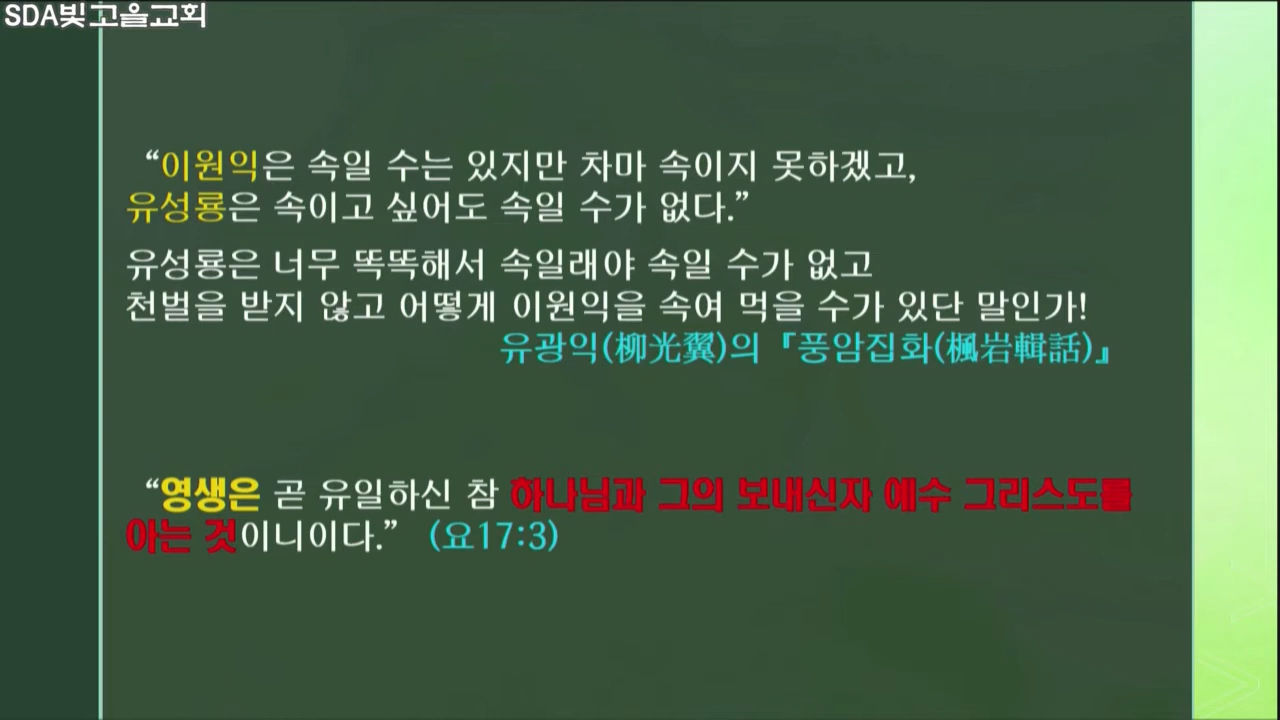 SDA빛고을교회
“이원익은 속일 수는 있지만 차마 속이지 못하겠고,
유성룡은 속이고 싶어도 속일 수가 없다.”
유성룡은 너무 똑똑해서 속일래야 속일 수가 없고
천벌을 받지 않고 어떻게 이원익을 속여 먹을 수가 있단 말인가!
유광익(柳光翼)의『풍암집화(楓岩輯話)』
“영생은 곧 유일하신 참 하나님과 그의 보내신자 예수 그리스도를
아는 것이니이다.” (요17:3)